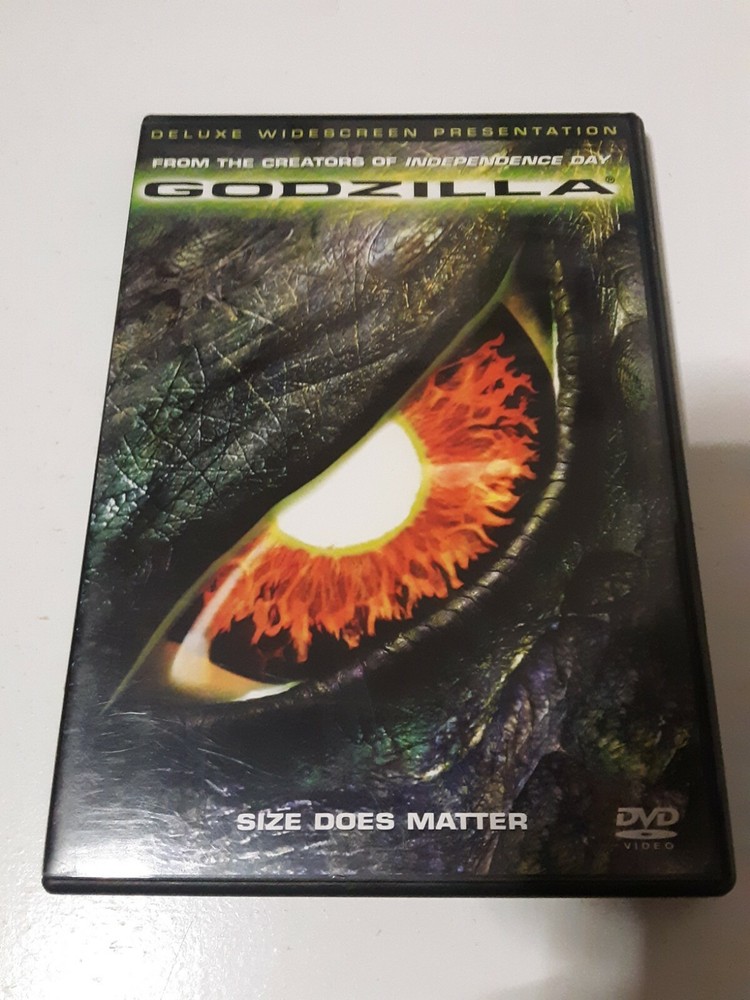 DELUXE WIDESCREEN PRESENTATION
FROM THE CREATORS OF INDEPENDENCE DAY
GODZILLA®
SIZE DOES MATTER
DVD
VIDEO